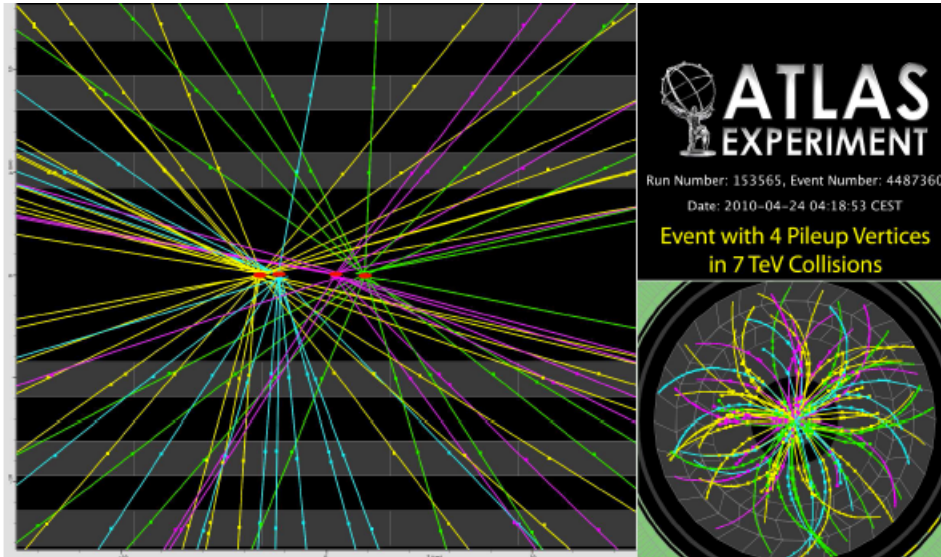 ATLAS
EXPERIMENT
Run Number: 153565, Event Number: 4487360
Date: 2010-04-24 04:18:53 CEST
Event with 4 Pileup Vertices
in 7 TeV Collisions